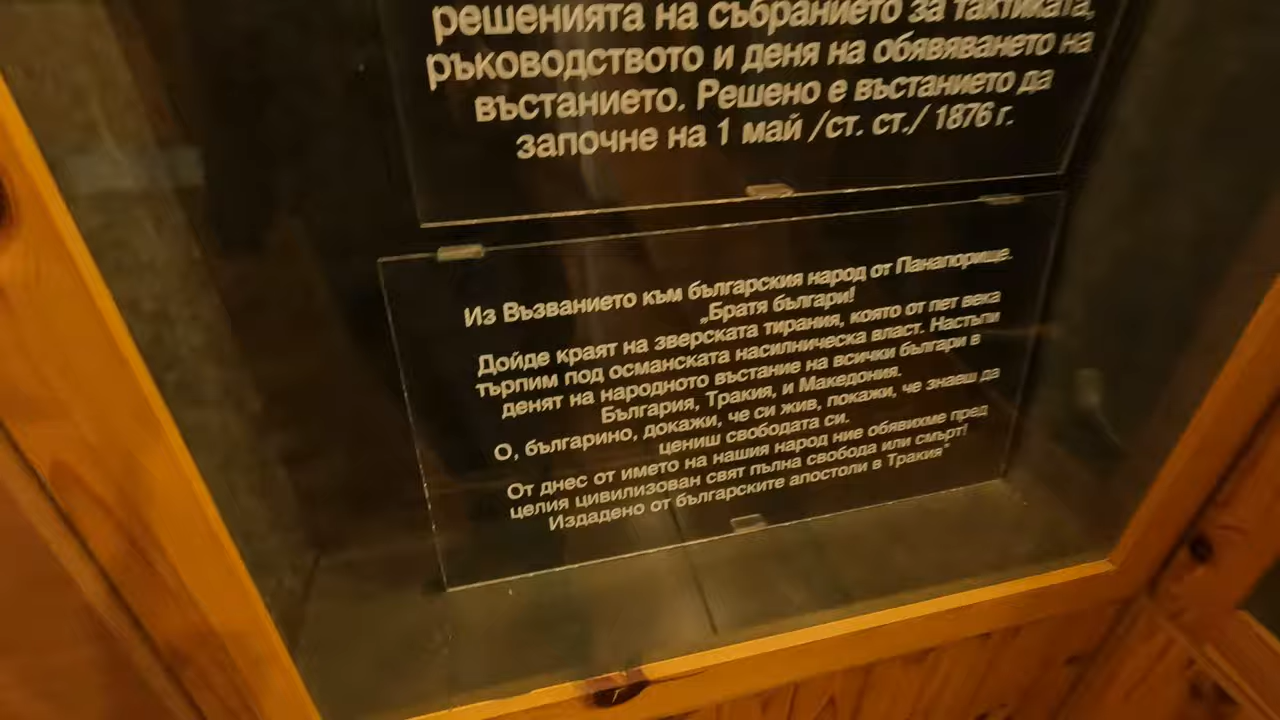 решенията на събранието за тактиката,
ръководството и деня на обявяването на
въстанието. Решено е въстанието да
започне на 1 май /ст. ст./ 1876 г.
Из Възванието към българския народ от Панагюрище.
„Братя българи!
Дойде краят на зверската тирания, която от пет века
търпим под османската насилническа власт. Настъпи
денят на народното въстание на всички българи в
България, Тракия, и Македония.
О, българино, докажи, че си жив, покажи, че знаеш да
цениш свободата си.
От днес от името на нашия народ ние обявихме пред
целия цивилизован свят пълна свобода или смърт!
Издадено от българските апостоли в Тракия"